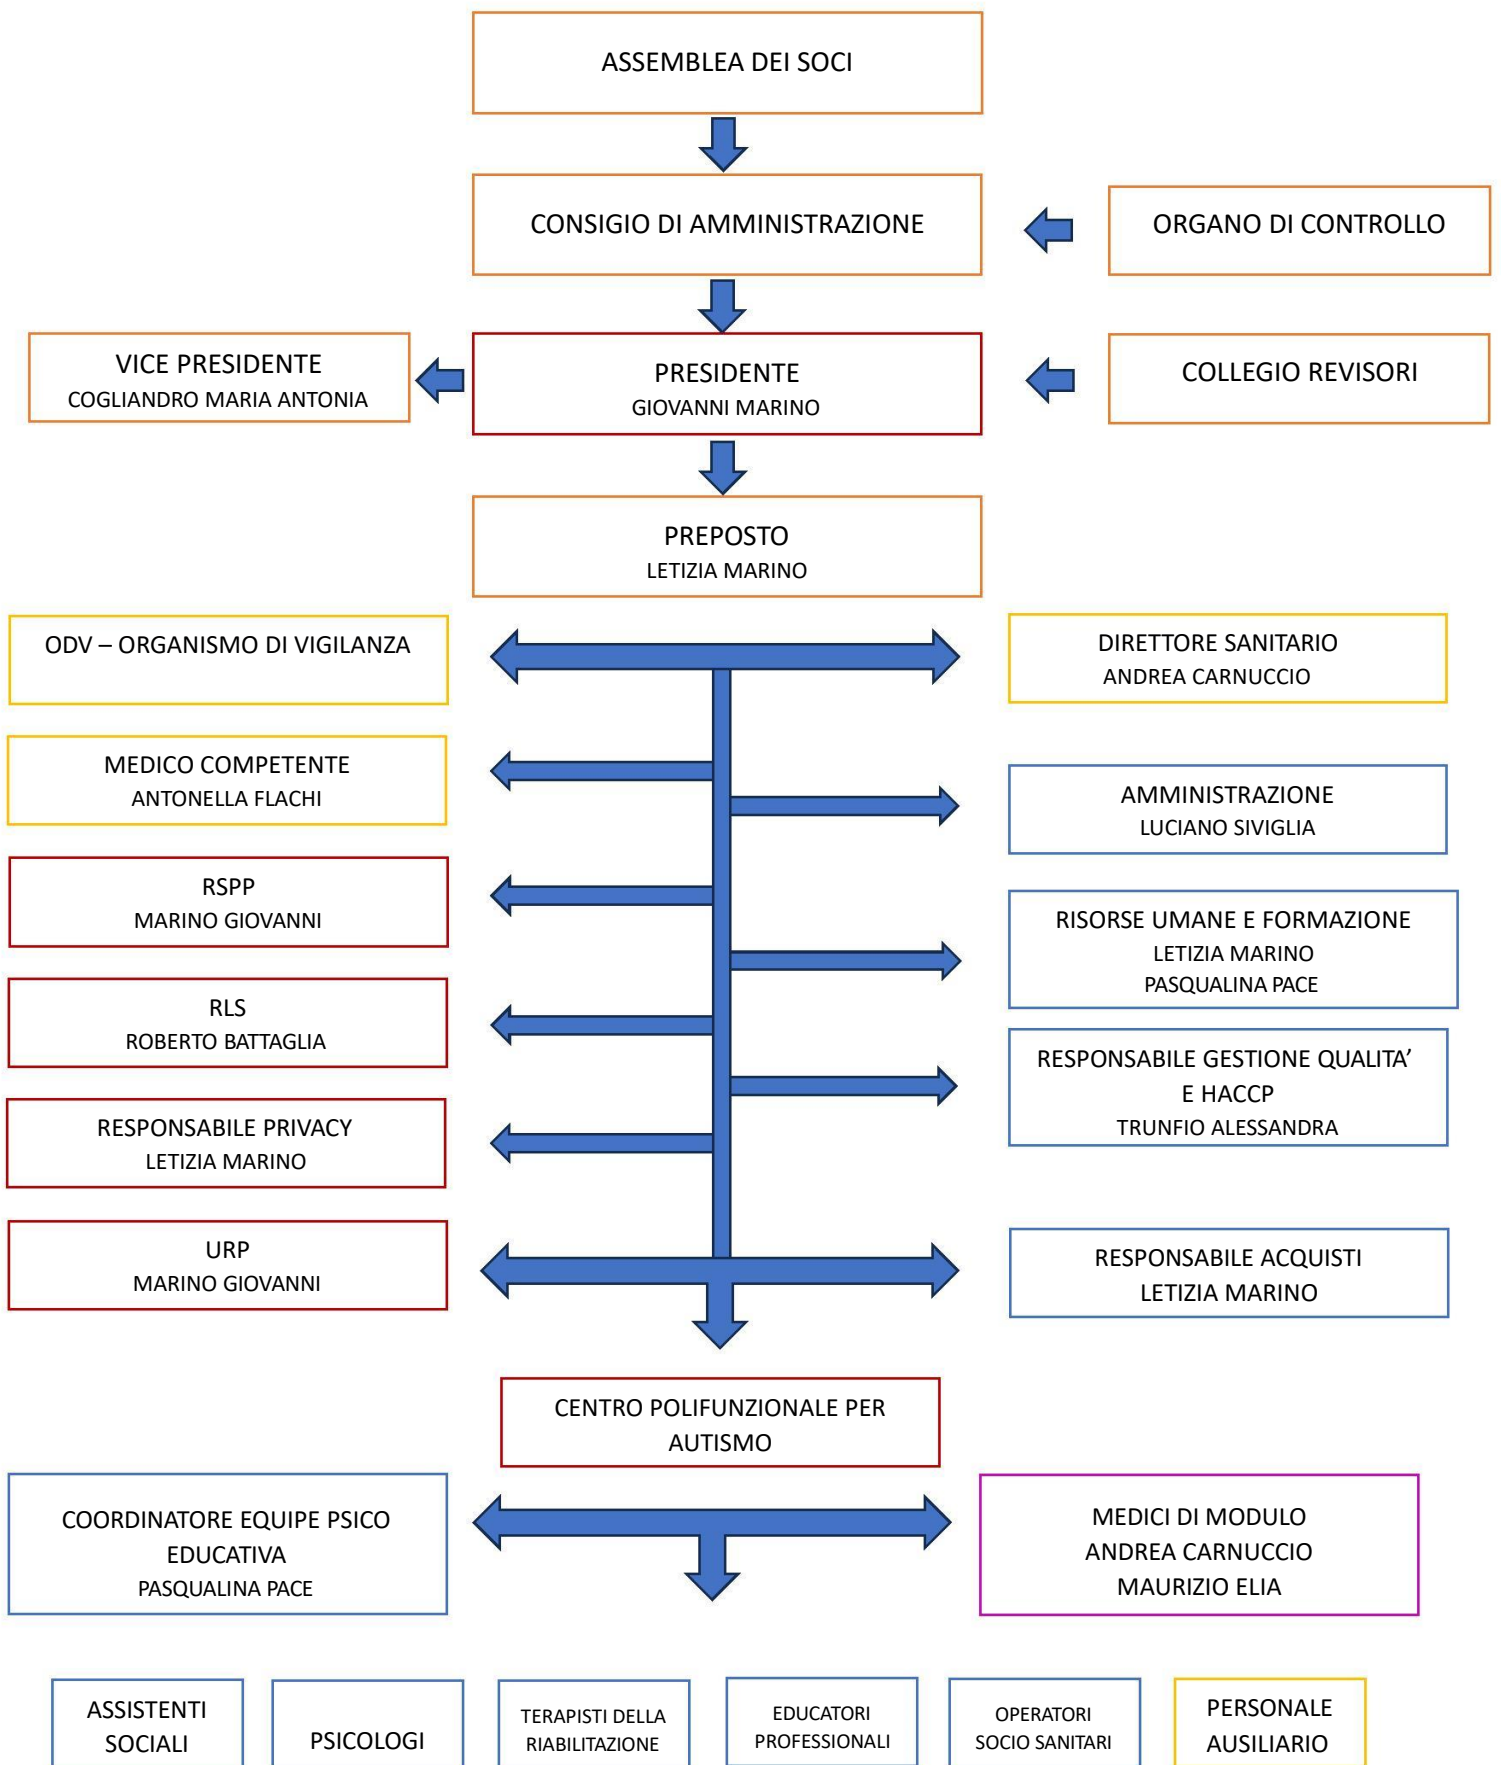 ASSEMBLEA DEI SOCI
CONSIGIO DI AMMINISTRAZIONE
ORGANO DI CONTROLLO
VICE PRESIDENTE
COGLIANDRO MARIA ANTONIA
PRESIDENTE
GIOVANNI MARINO
COLLEGIO REVISORI
PREPOSTO
LETIZIA MARINO
ODV – ORGANISMO DI VIGILANZA
DIRETTORE SANITARIO
ANDREA CARNUCCIO
MEDICO COMPETENTE
ANTONELLA FLACHI
AMMINISTRAZIONE
LUCIANO SIVIGLIA
RSPP
MARINO GIOVANNI
RISORSE UMANE E FORMAZIONE
LETIZIA MARINO
PASQUALINA PACE
RLS
ROBERTO BATTAGLIA
RESPONSABILE GESTIONE QUALITA’
E HACCP
TRUNFIO ALESSANDRA
RESPONSABILE PRIVACY
LETIZIA MARINO
URP
MARINO GIOVANNI
RESPONSABILE ACQUISTI
LETIZIA MARINO
CENTRO POLIFUNZIONALE PER
AUTISMO
COORDINATORE EQUIPE PSICO
EDUCATIVA
PASQUALINA PACE
MEDICI DI MODULO
ANDREA CARNUCCIO
MAURIZIO ELIA
ASSISTENTI
SOCIALI
PSICOLOGI
TERAPISTI DELLA
RIABILITAZIONE
EDUCATORI
PROFESSIONALI
OPERATORI
SOCIO SANITARI
PERSONALE
AUSILIARIO